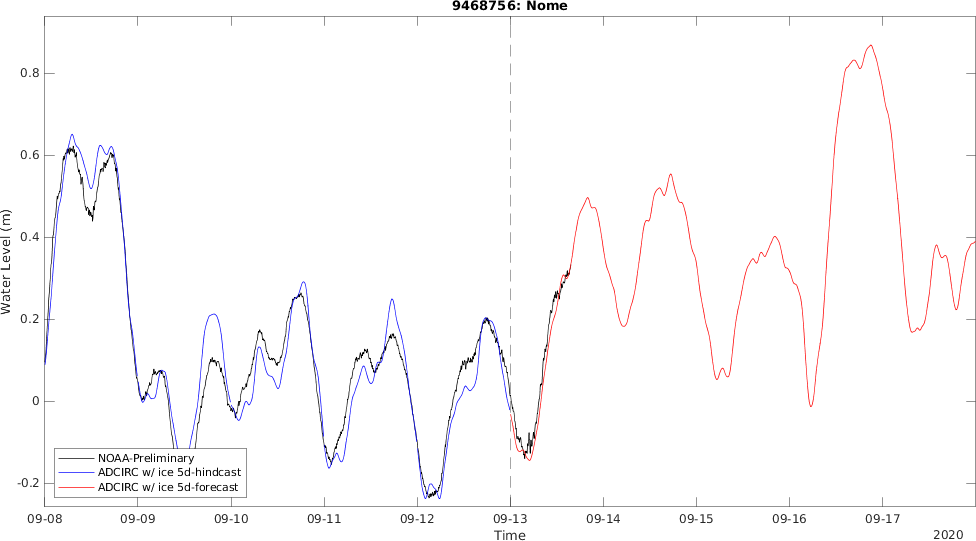 9468756: Nome
Water Level (m)
0.8
0.6
0.4
0.2
0
-0.2
NOAA-Preliminary
ADCIRC w/ ice 5d-hindcast
ADCIRC w/ ice 5d-forecast
09-08 09-09 09-10 09-11 09-12 09-13 09-14 09-15 09-16 09-17
Time
2020